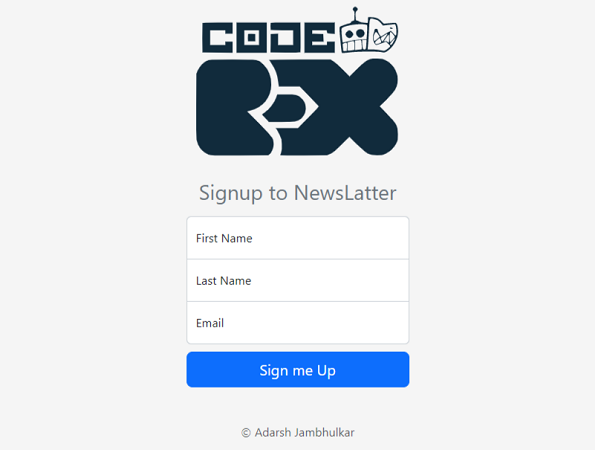 CODE
REX
Signup to NewsLatter
First Name
Last Name
Email
Sign me Up
© Adarsh Jambhulkar